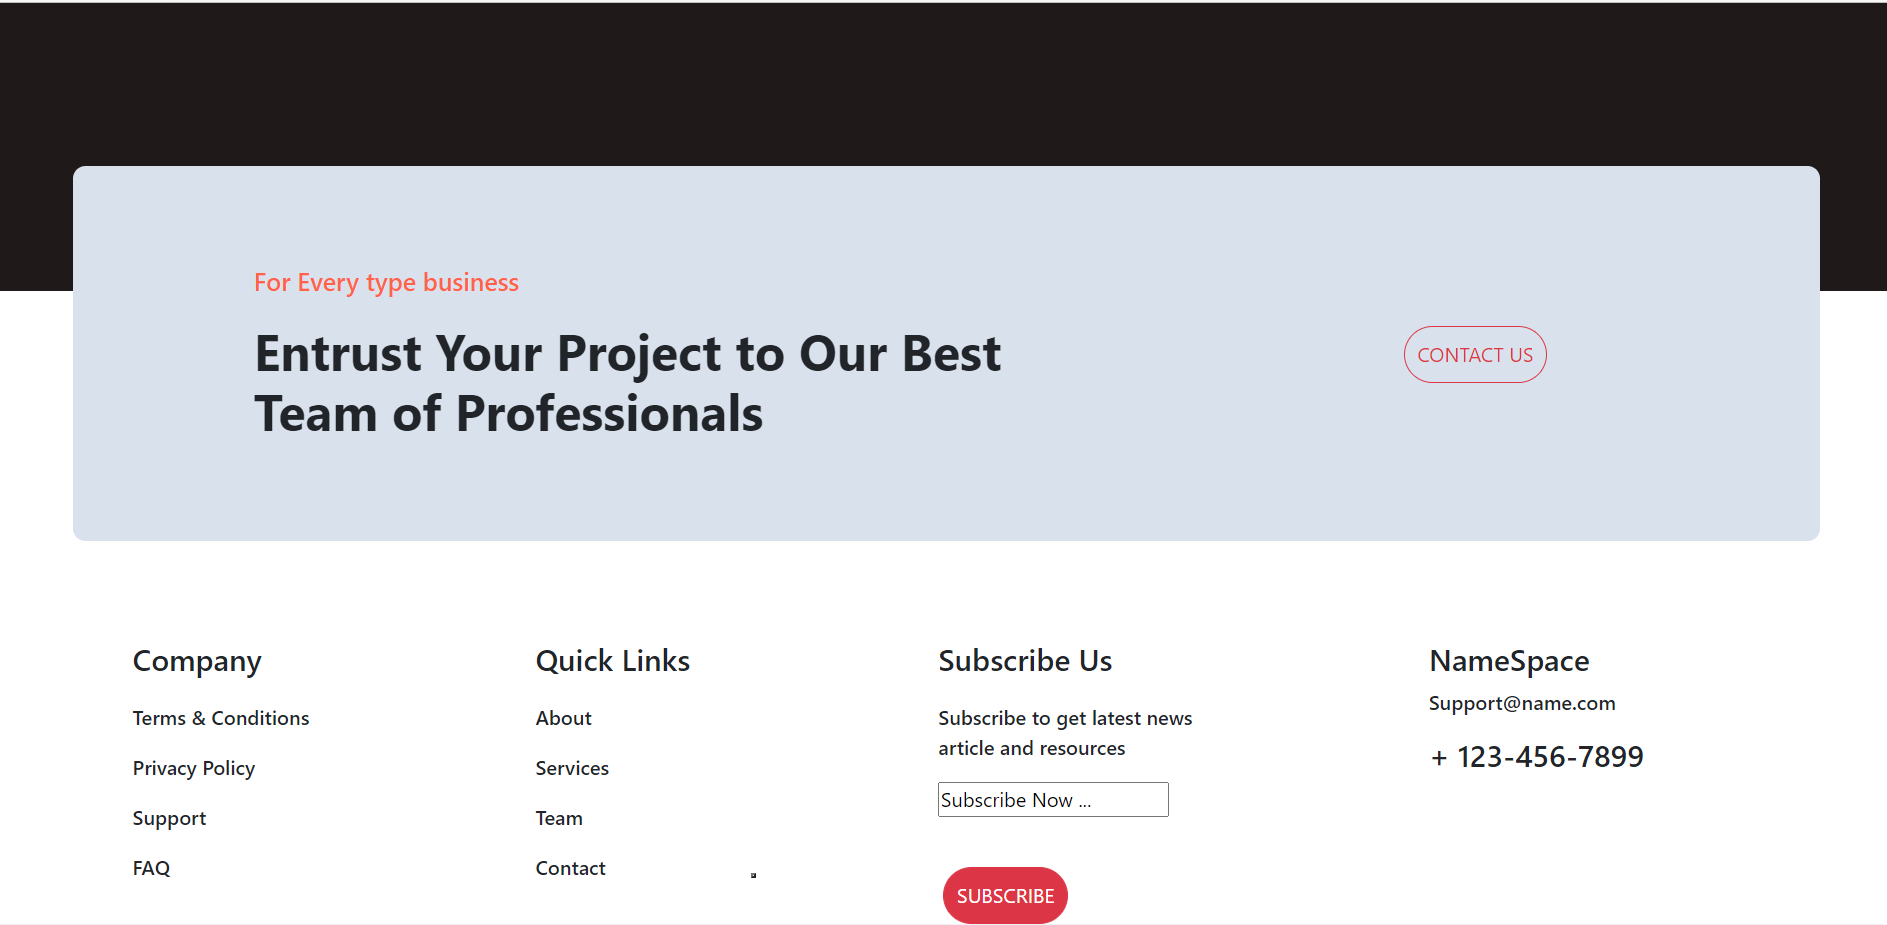 For Every type business
Entrust Your Project to Our Best
Team of Professionals
CONTACT US
Company
Terms & Conditions
Privacy Policy
Support
FAQ
Quick Links
About
Services
Team
Contact
Subscribe Us
Subscribe to get latest news
article and resources
Subscribe Now ...
SUBSCRIBE
NameSpace
Support@name.com
+ 123-456-7899